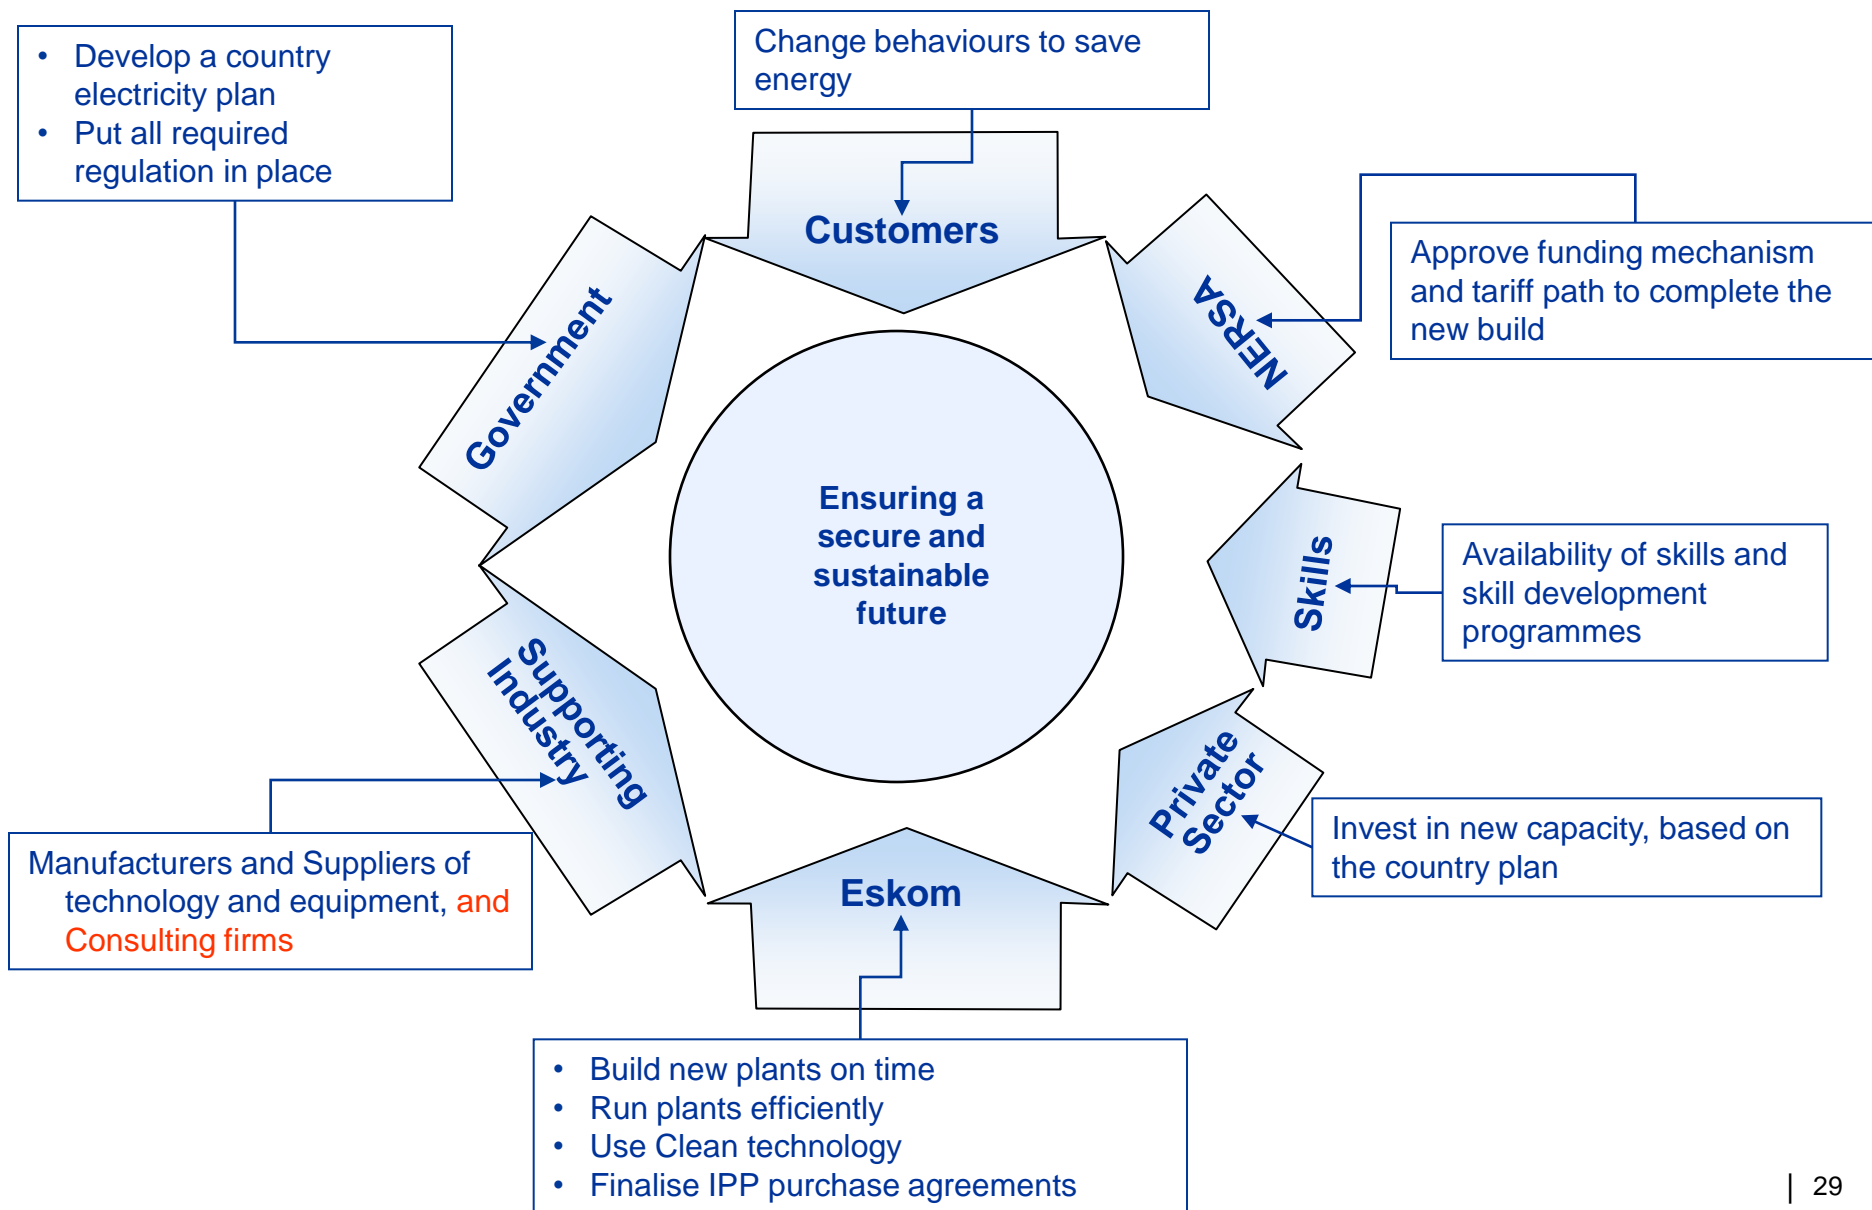 • Develop a country
electricity plan
• Put all required
regulation in place
Change behaviours to save
energy
Customers
Approve funding mechanism
and tariff path to complete the
new build
NERSA
Government
Ensuring a
secure and
sustainable
future
Availability of skills and
skill development
programmes
Skills
Supporting
Industry
Private
Sector
Invest in new capacity, based on
the country plan
Manufacturers and Suppliers of
technology and equipment, and
Consulting firms
Eskom
• Build new plants on time
• Run plants efficiently
• Use Clean technology
• Finalise IPP purchase agreements
| 29